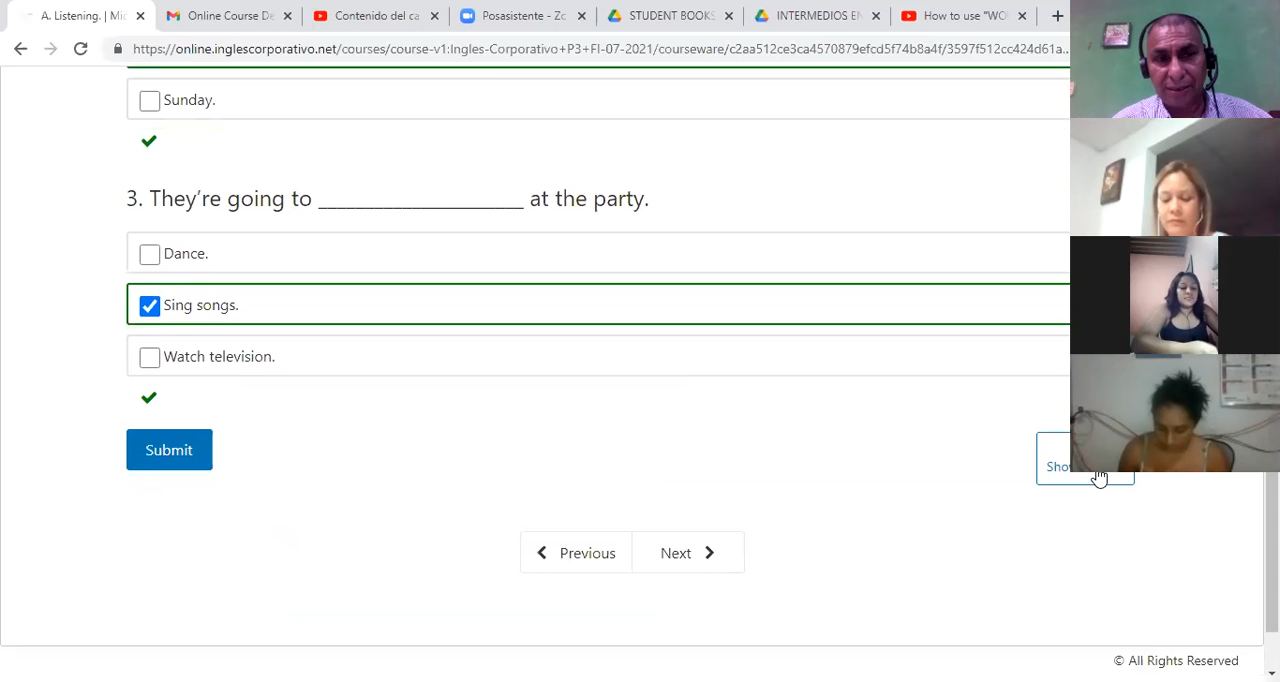 A. Listening. | Mic
Online Course De
Contenido del ca
Posasistente - Zc
STUDENT BOOKS
INTERMEDIOS EN
How to use "WO
https://online.inglescorporativo.net/courses/course-v1:Ingles-Corporativo+P3+FI-07-2021/courseware/c2aa512ce3ca4570879efcd5f74b8a4f/3597f512cc424d61a...
Sunday.
3. They’re going to ____________________ at the party.
Dance.
Sing songs.
Watch television.
Submit
Previous
Next
© All Rights Reserved